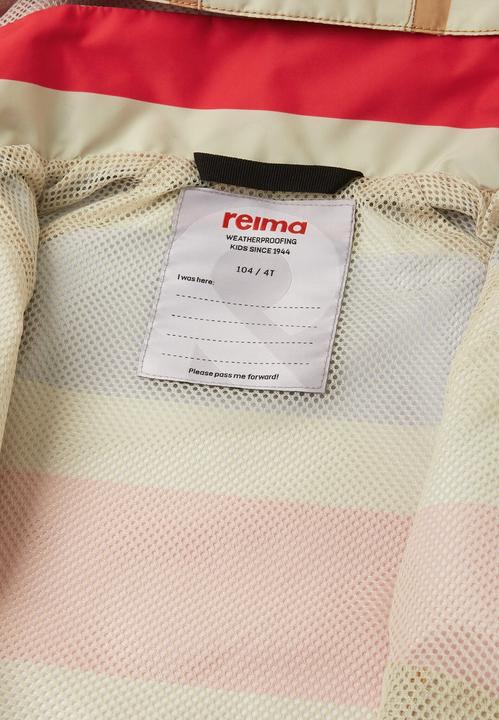 reima
WEATHERPROOFING
KIDS SINCE 1944
104 / 4T
I was here:
Please pass me forward!